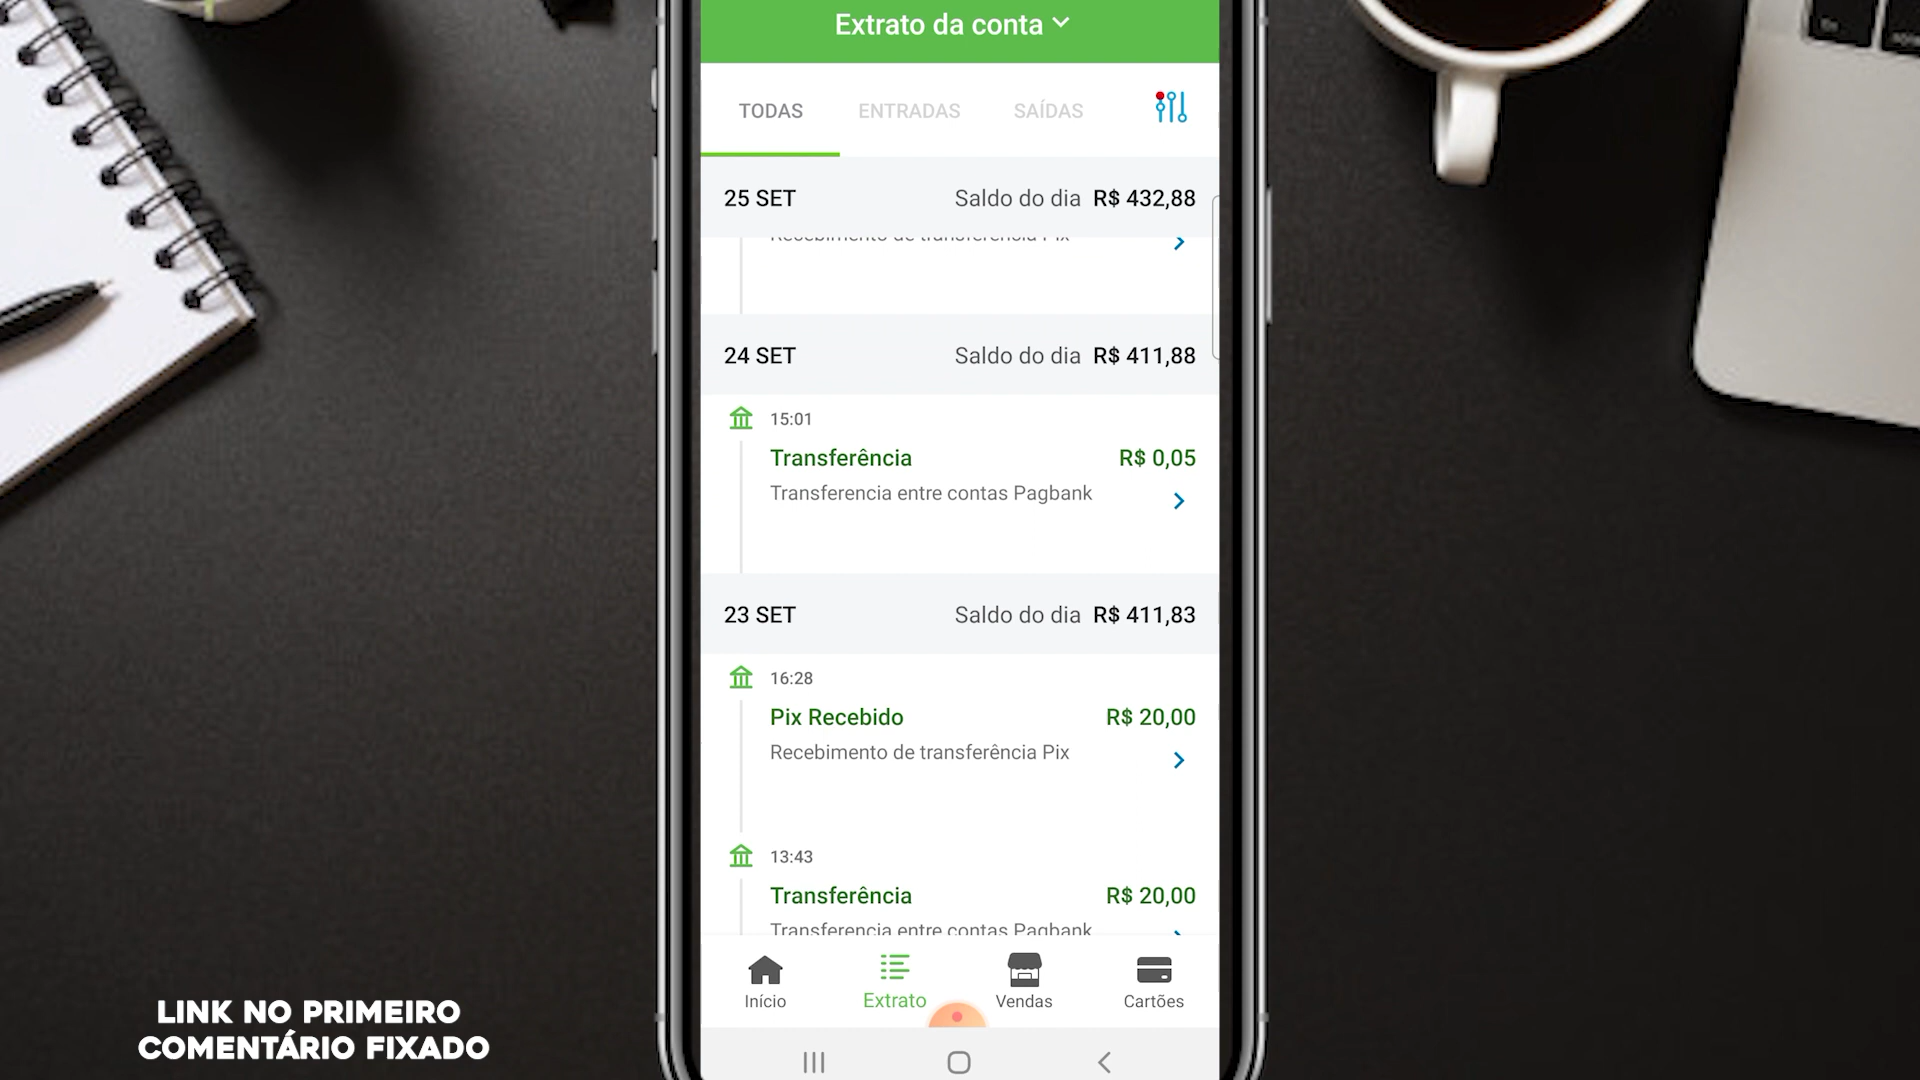 Extrato da conta
TODAS ENTRADAS SAÍDAS
25 SET Saldo do dia R$ 432,88
Recebimento de transferência Pix
24 SET Saldo do dia R$ 411,88
15:01
Transferência R$ 0,05
Transferencia entre contas Pagbank
23 SET Saldo do dia R$ 411,83
16:28
Pix Recebido R$ 20,00
Recebimento de transferência Pix
13:43
Transferência R$ 20,00
Transferencia entre contas Pagbank
Início Extrato Vendas Cartões
LINK NO PRIMEIRO
COMENTÁRIO FIXADO